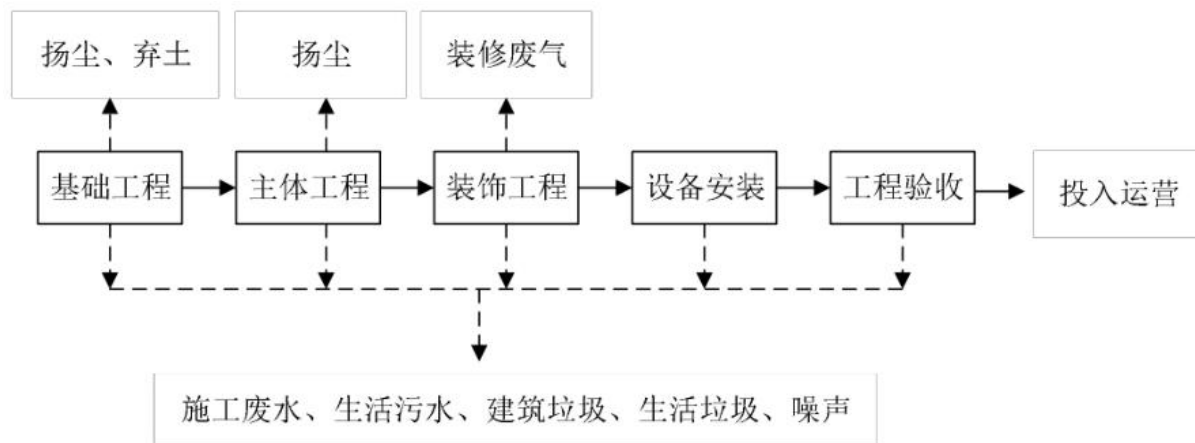 扬尘、弃土
扬尘
装修废气
基础工程
主体工程
装饰工程
设备安装
工程验收
投入运营
施工废水、生活污水、建筑垃圾、生活垃圾、噪声